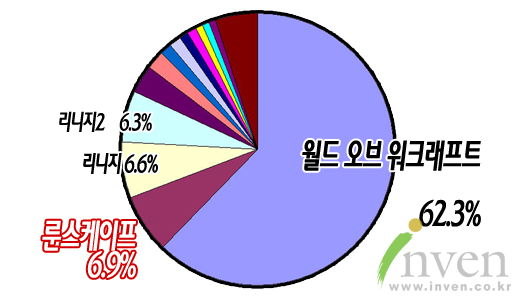 리니지2 6.3%
리니지 6.6%
월드 오브 워크래프트
62.3%
룬스케이프
6.9%
inven
www.inven.co.kr